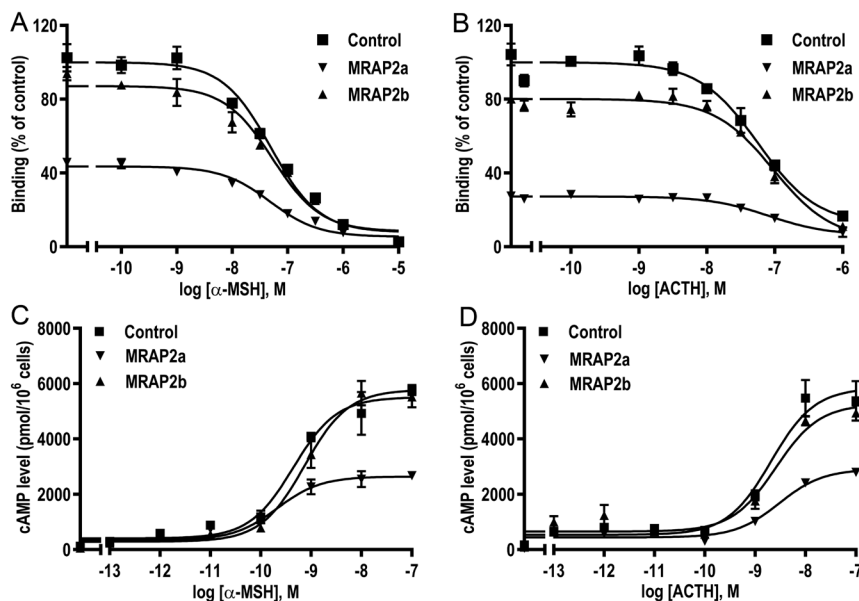 A
Binding (% of control)
120
80
40
0
Control
MRAP2a
MRAP2b
-10 -9 -8 -7 -6 -5
log [α-MSH], M
B
Binding (% of control)
120
80
40
0
Control
MRAP2a
MRAP2b
-10 -9 -8 -7 -6
log [ACTH], M
C
cAMP level (pmol/10⁶ cells)
8000
6000
4000
2000
0
Control
MRAP2a
MRAP2b
-13 -12 -11 -10 -9 -8 -7
log [α-MSH], M
D
cAMP level (pmol/10⁶ cells)
8000
6000
4000
2000
0
Control
MRAP2a
MRAP2b
-13 -12 -11 -10 -9 -8 -7
log [ACTH], M